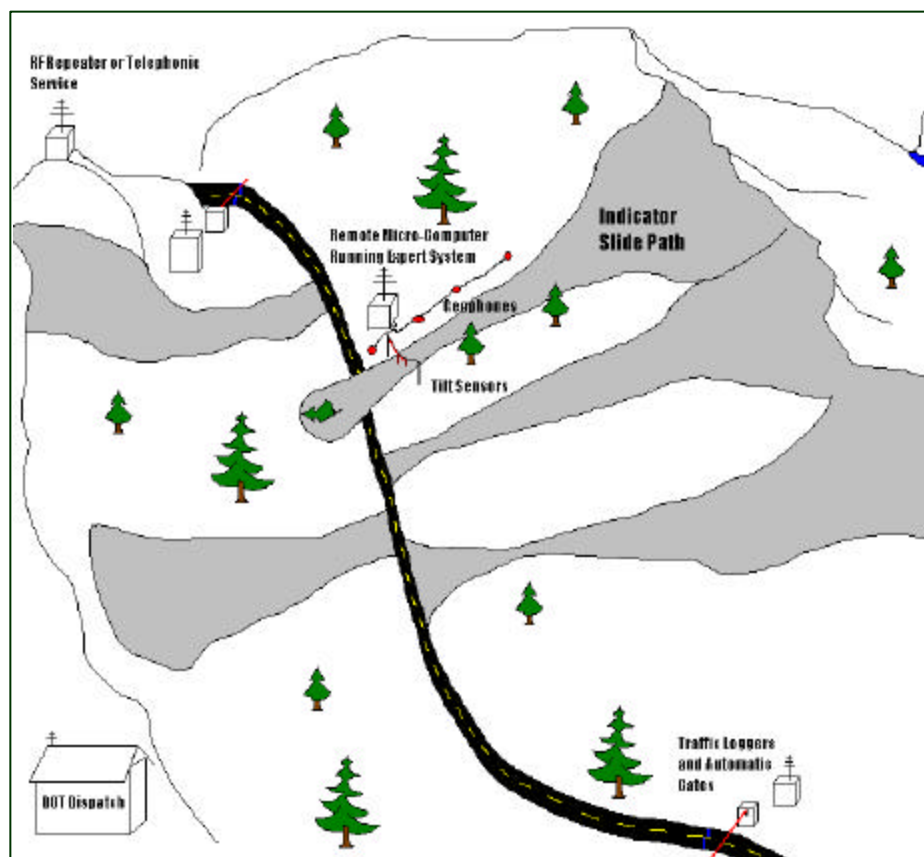 RF Repeater or Telephonic
Service
Indicator
Slide Path
Remote Micro-Computer
Running Expert System
Geophones
Tilt Sensors
Traffic Loggers
and Automatic
Gates
DOT Dispatch